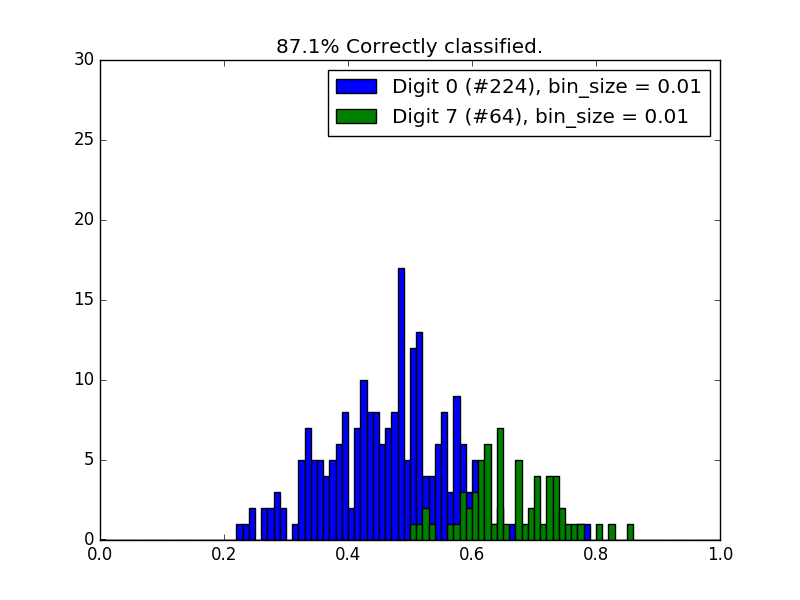 87.1% Correctly classified.
Digit 0 (#224), bin_size = 0.01
Digit 7 (#64), bin_size = 0.01
30
25
20
15
10
5
0
0.0 0.2 0.4 0.6 0.8 1.0